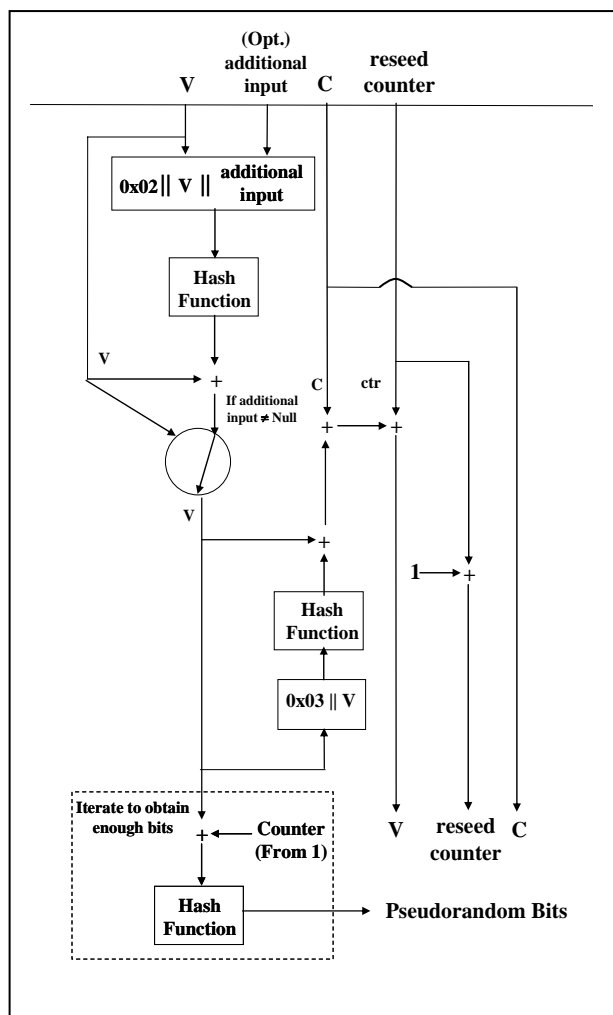 (Opt.)
additional
input
V
C
reseed
counter
0x02 || V ||
additional
input
Hash
Function
V
+
If additional
input ≠ Null
C
ctr
+
+
V
+
1
+
Hash
Function
0x03 || V
Iterate to obtain
enough bits
+
Counter
(From 1)
V
reseed
counter
C
Hash
Function
Pseudorandom Bits